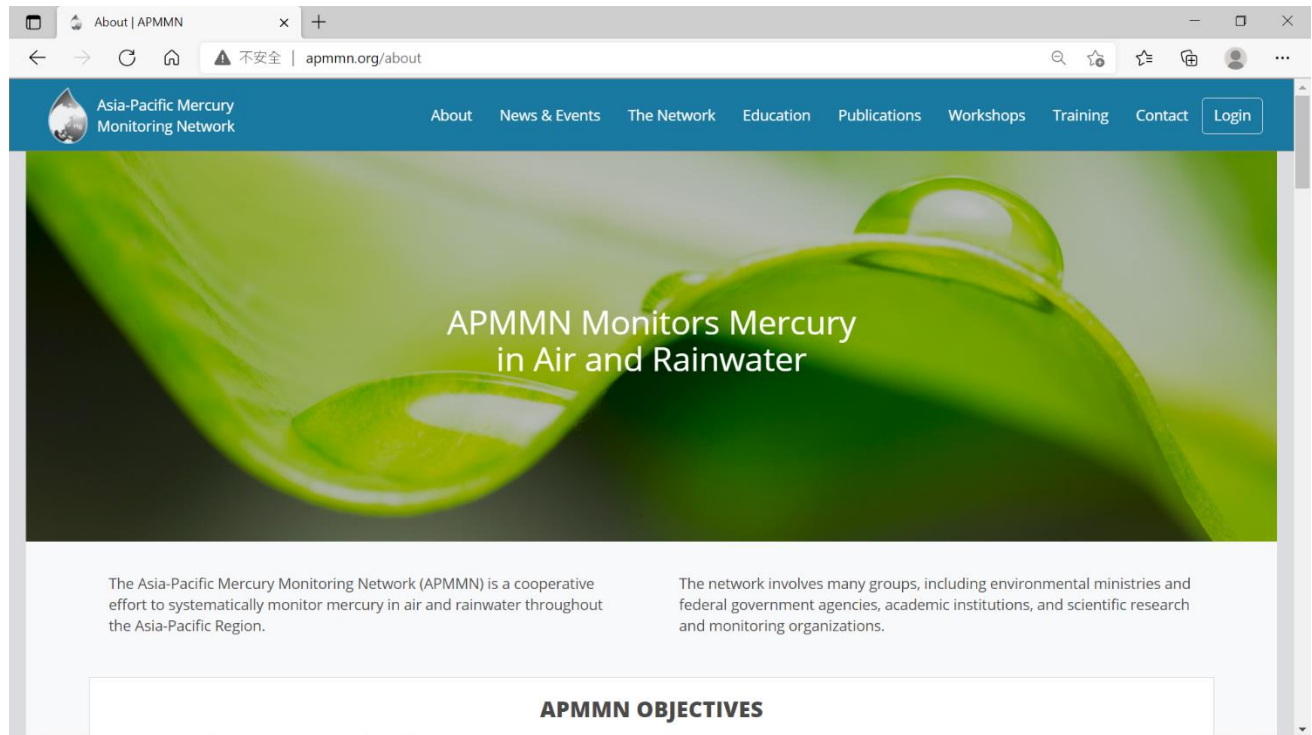 About | APMMN
不安全 | apmmn.org/about
Asia-Pacific Mercury
Monitoring Network
About News & Events The Network Education Publications Workshops Training Contact Login
APMMN Monitors Mercury
in Air and Rainwater
The Asia-Pacific Mercury Monitoring Network (APMMN) is a cooperative
effort to systematically monitor mercury in air and rainwater throughout
the Asia-Pacific Region.
The network involves many groups, including environmental ministries and
federal government agencies, academic institutions, and scientific research
and monitoring organizations.
APMMN OBJECTIVES